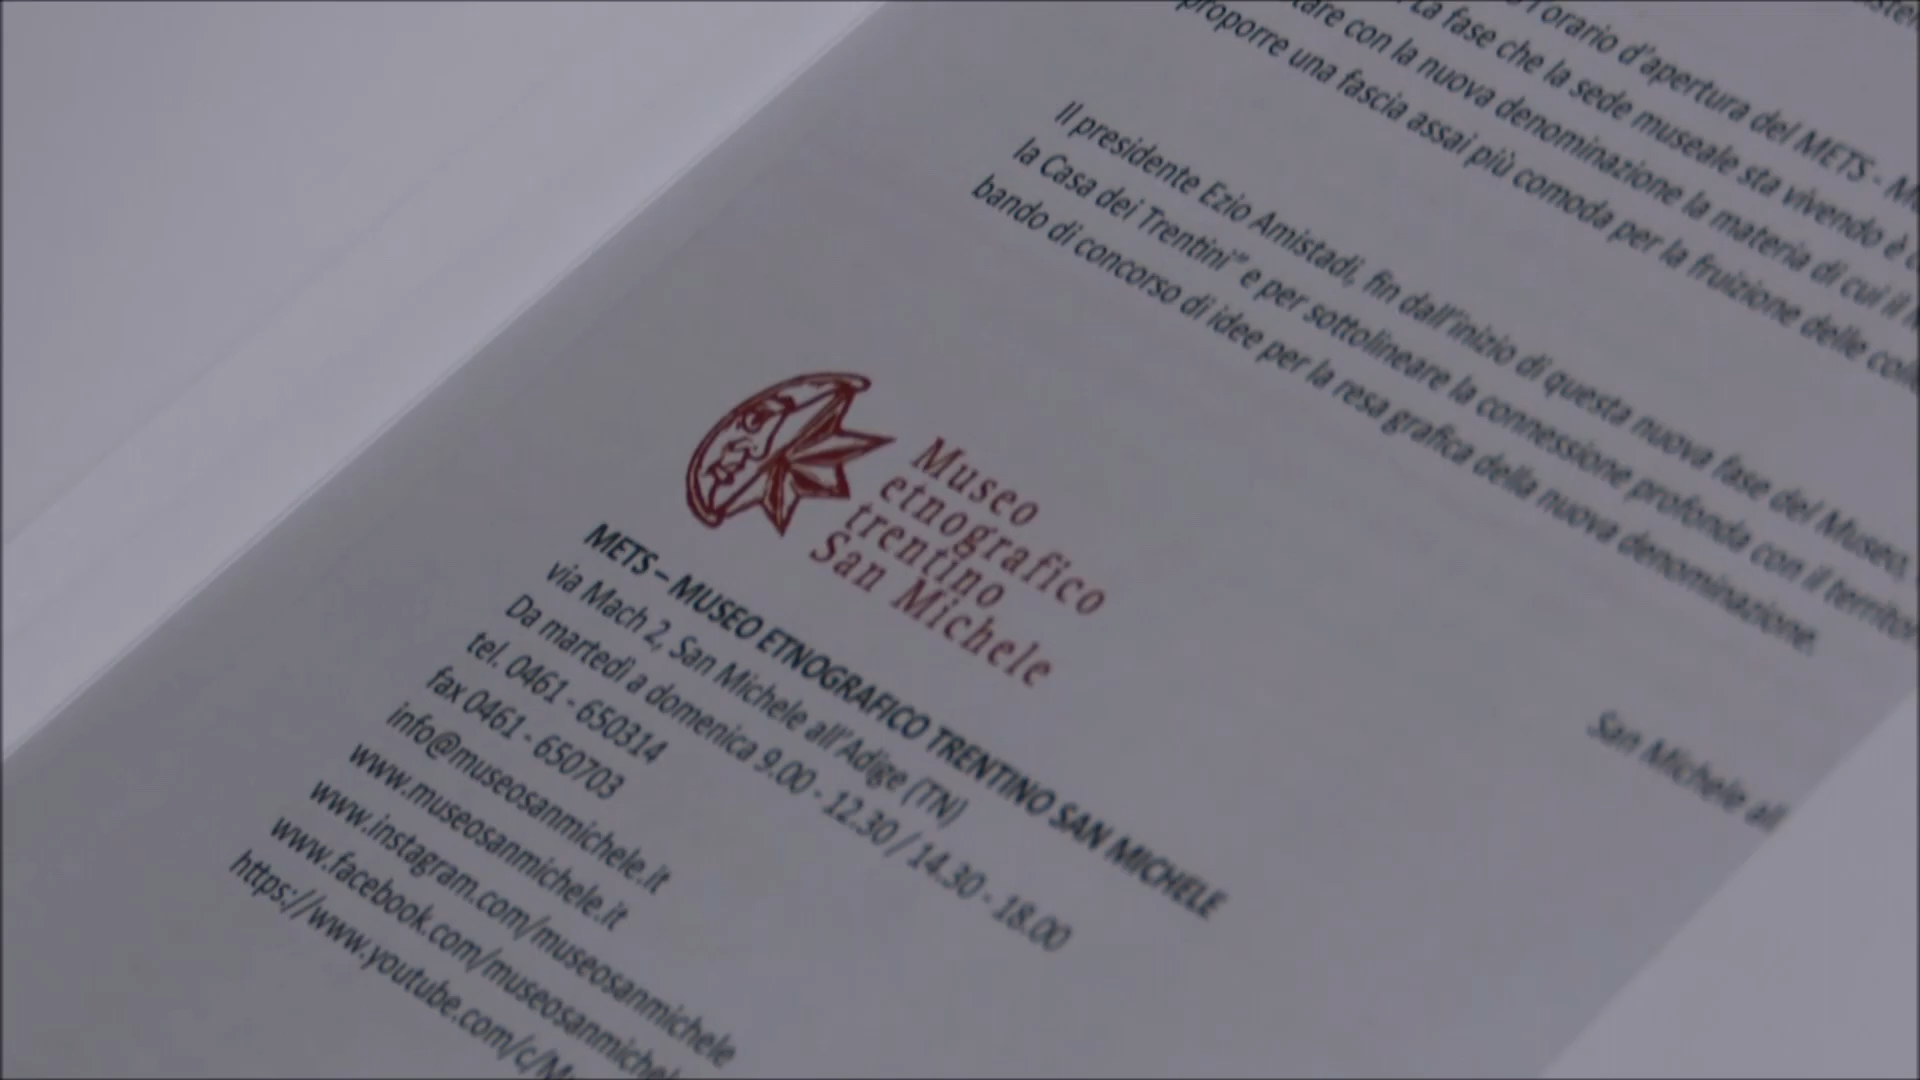 l'orario d'apertura del METS -
La fase che la sede museale sta vivendo è
con la nuova denominazione la materia di cui il
proporre una fascia assai più comoda per la fruizione delle
Il presidente Ezio Amistadi, fin dall'inizio di questa nuova fase del Museo,
la Casa dei Trentini" e per sottolineare la connessione profonda con il
bando di concorso di idee per la resa grafica della nuova denominazione.
San Michele all
Museo
etnografico
trentino
San Michele
METS – MUSEO ETNOGRAFICO TRENTINO SAN MICHELE
via Mach 2, San Michele all'Adige (TN)
Da martedì a domenica 9.00 - 12.30 / 14.30 - 18.00
tel. 0461 - 650314
fax 0461 - 650703
info@museosanmichele.it
www.museosanmichele.it
www.instagram.com/museosanmichele
www.facebook.com/museosanmichel
https://www.youtube.com/c/M